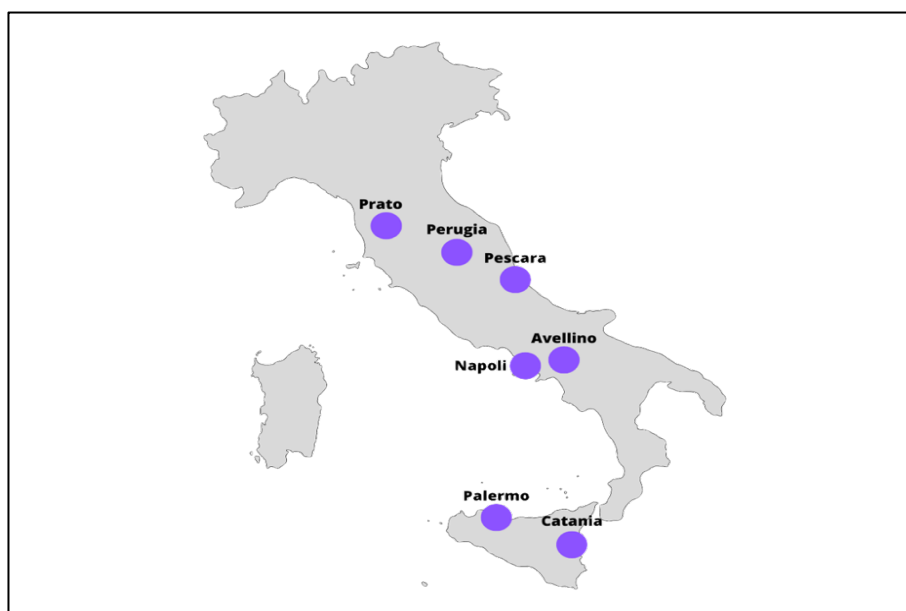 Prato
Perugia
Pescara
Avellino
Napoli
Palermo
Catania